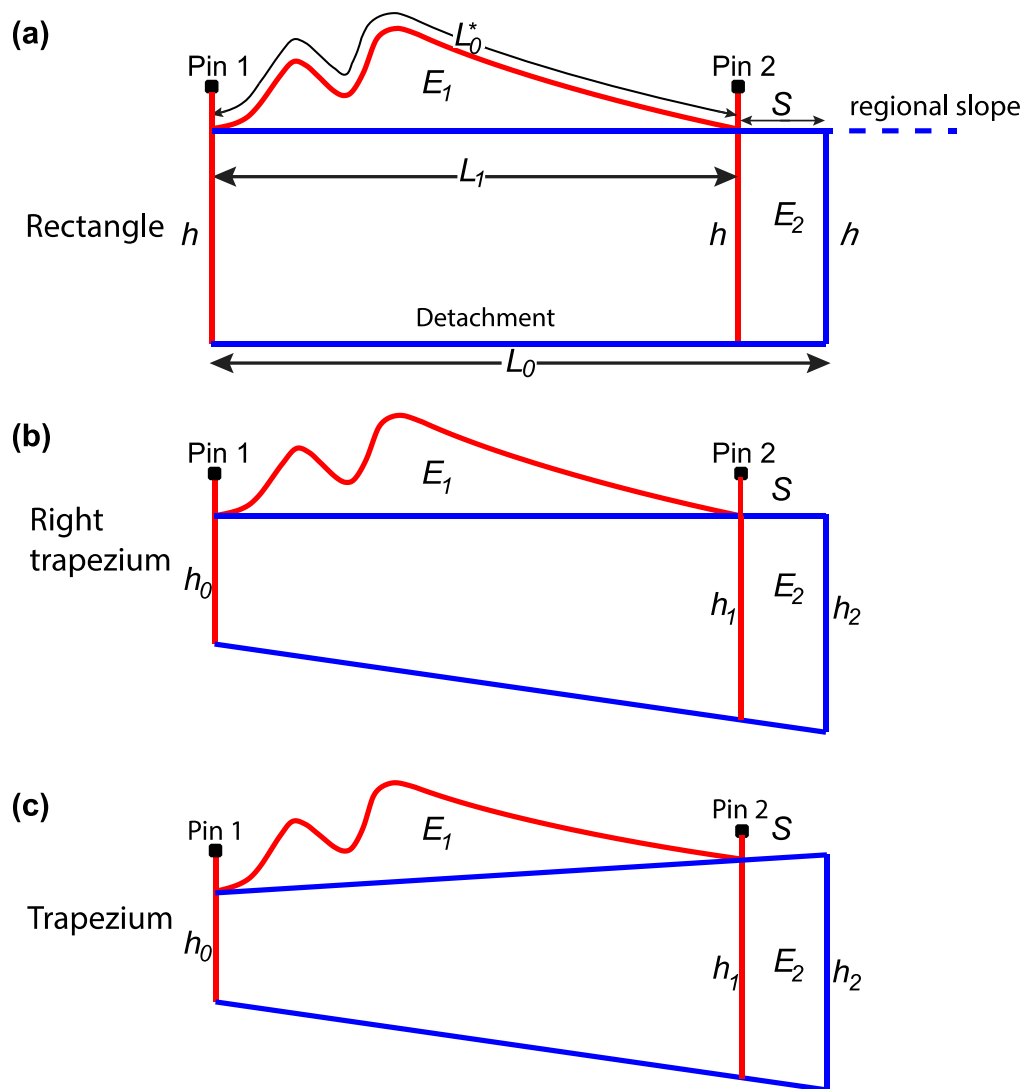 (a)
L₀*
Pin 1
E₁
Pin 2
S
regional slope
L₁
Rectangle
h
h
E₂
h
Detachment
L₀
(b)
Pin 1
E₁
Pin 2
S
Right
trapezium
h₀
h₁
E₂
h₂
(c)
Pin 1
E₁
Pin 2
S
Trapezium
h₀
h₁
E₂
h₂